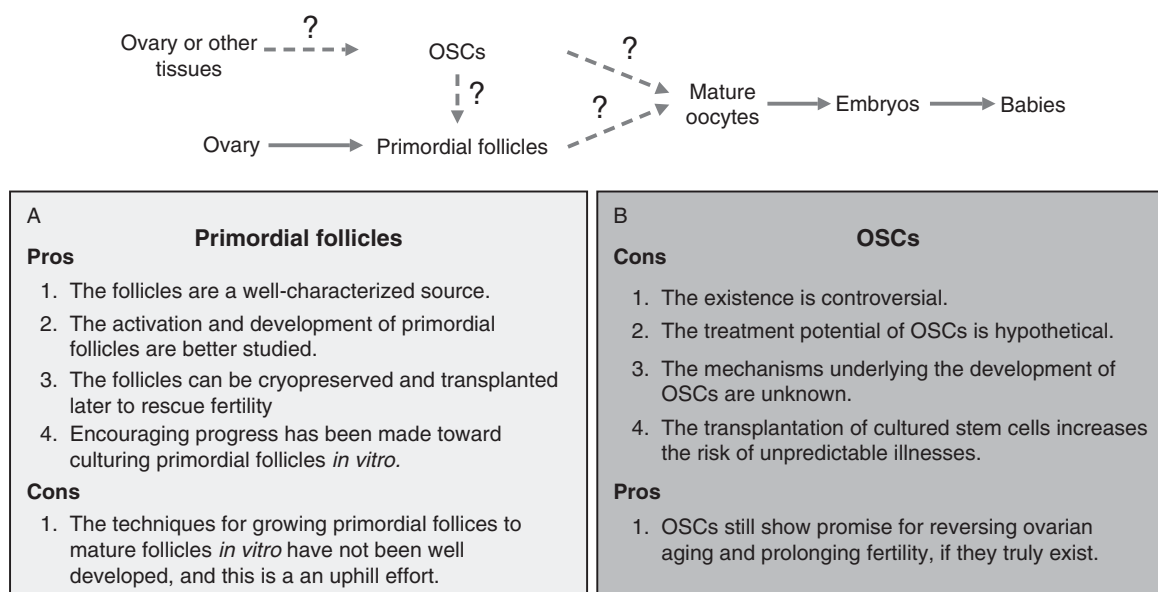 ?
Ovary or other
tissues
OSCs
?
?
?
Mature
oocytes
Embryos
Babies
Ovary
Primordial follicles
A
Primordial follicles
Pros
1. The follicles are a well-characterized source.
2. The activation and development of primordial
follicles are better studied.
3. The follicles can be cryopreserved and transplanted
later to rescue fertility
4. Encouraging progress has been made toward
culturing primordial follicles in vitro.
Cons
1. The techniques for growing primordial follices to
mature follicles in vitro have not been well
developed, and this is a an uphill effort.
B
OSCs
Cons
1. The existence is controversial.
2. The treatment potential of OSCs is hypothetical.
3. The mechanisms underlying the development of
OSCs are unknown.
4. The transplantation of cultured stem cells increases
the risk of unpredictable illnesses.
Pros
1. OSCs still show promise for reversing ovarian
aging and prolonging fertility, if they truly exist.